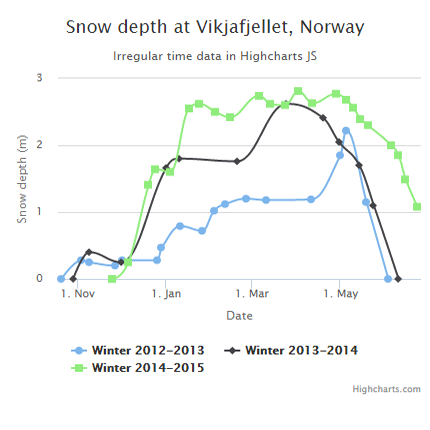 Snow depth at Vikjafjellet, Norway
Irregular time data in Highcharts JS
Snow depth (m)
3
2
1
0
1. Nov 1. Jan 1. Mar 1. May
Date
Winter 2012-2013 Winter 2013-2014
Winter 2014-2015
Highcharts.com